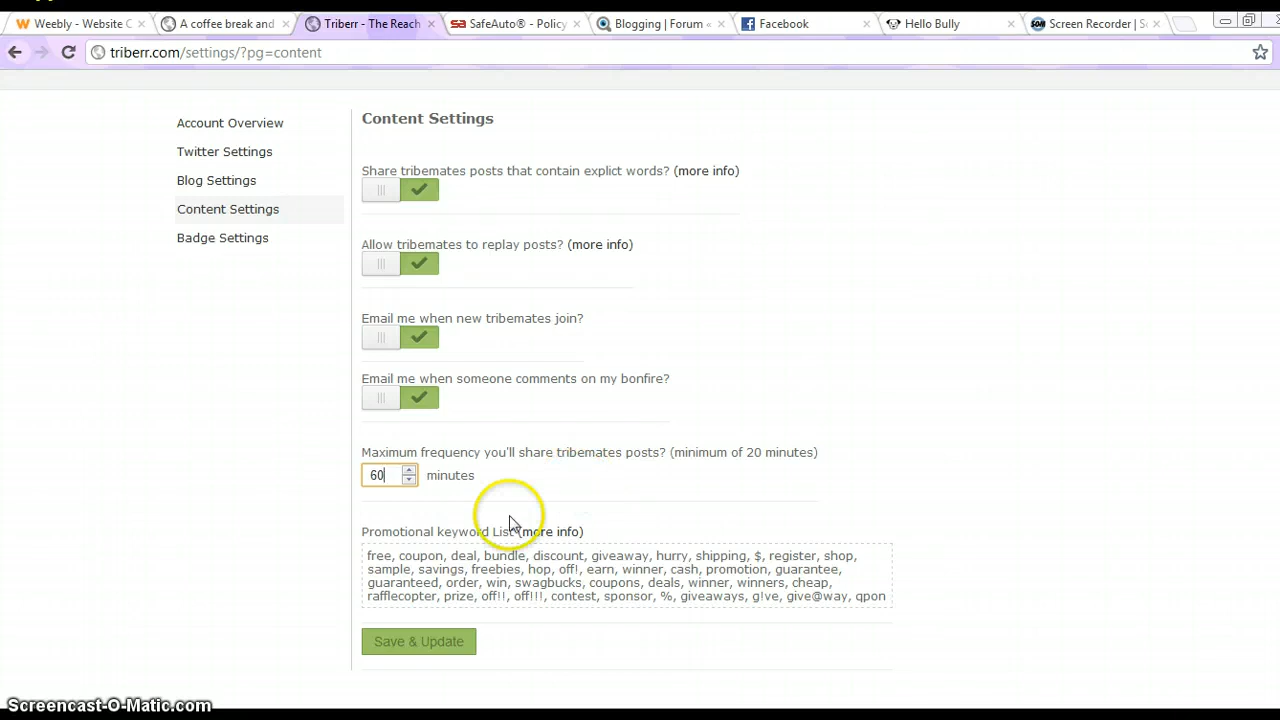 Weebly - Website C
A coffee break and
Triberr - The Reach
SafeAuto® - Policy
Blogging | Forum «
Facebook
Hello Bully
Screen Recorder | S
triberr.com/settings/?pg=content
Account Overview
Twitter Settings
Blog Settings
Content Settings
Badge Settings
Content Settings
Share tribemates posts that contain explict words? (more info)
Allow tribemates to replay posts? (more info)
Email me when new tribemates join?
Email me when someone comments on my bonfire?
Maximum frequency you'll share tribemates posts? (minimum of 20 minutes)
60 minutes
Promotional keyword List (more info)
free, coupon, deal, bundle, discount, giveaway, hurry, shipping, $, register, shop,
sample, savings, freebies, hop, off!, earn, winner, cash, promotion, guarantee,
guaranteed, order, win, swagbucks, coupons, deals, winner, winners, cheap,
rafflecopter, prize, off!!, off!!!, contest, sponsor, %, giveaways, g!ve, give@way, qpon
Save & Update
Screencast-O-Matic.com